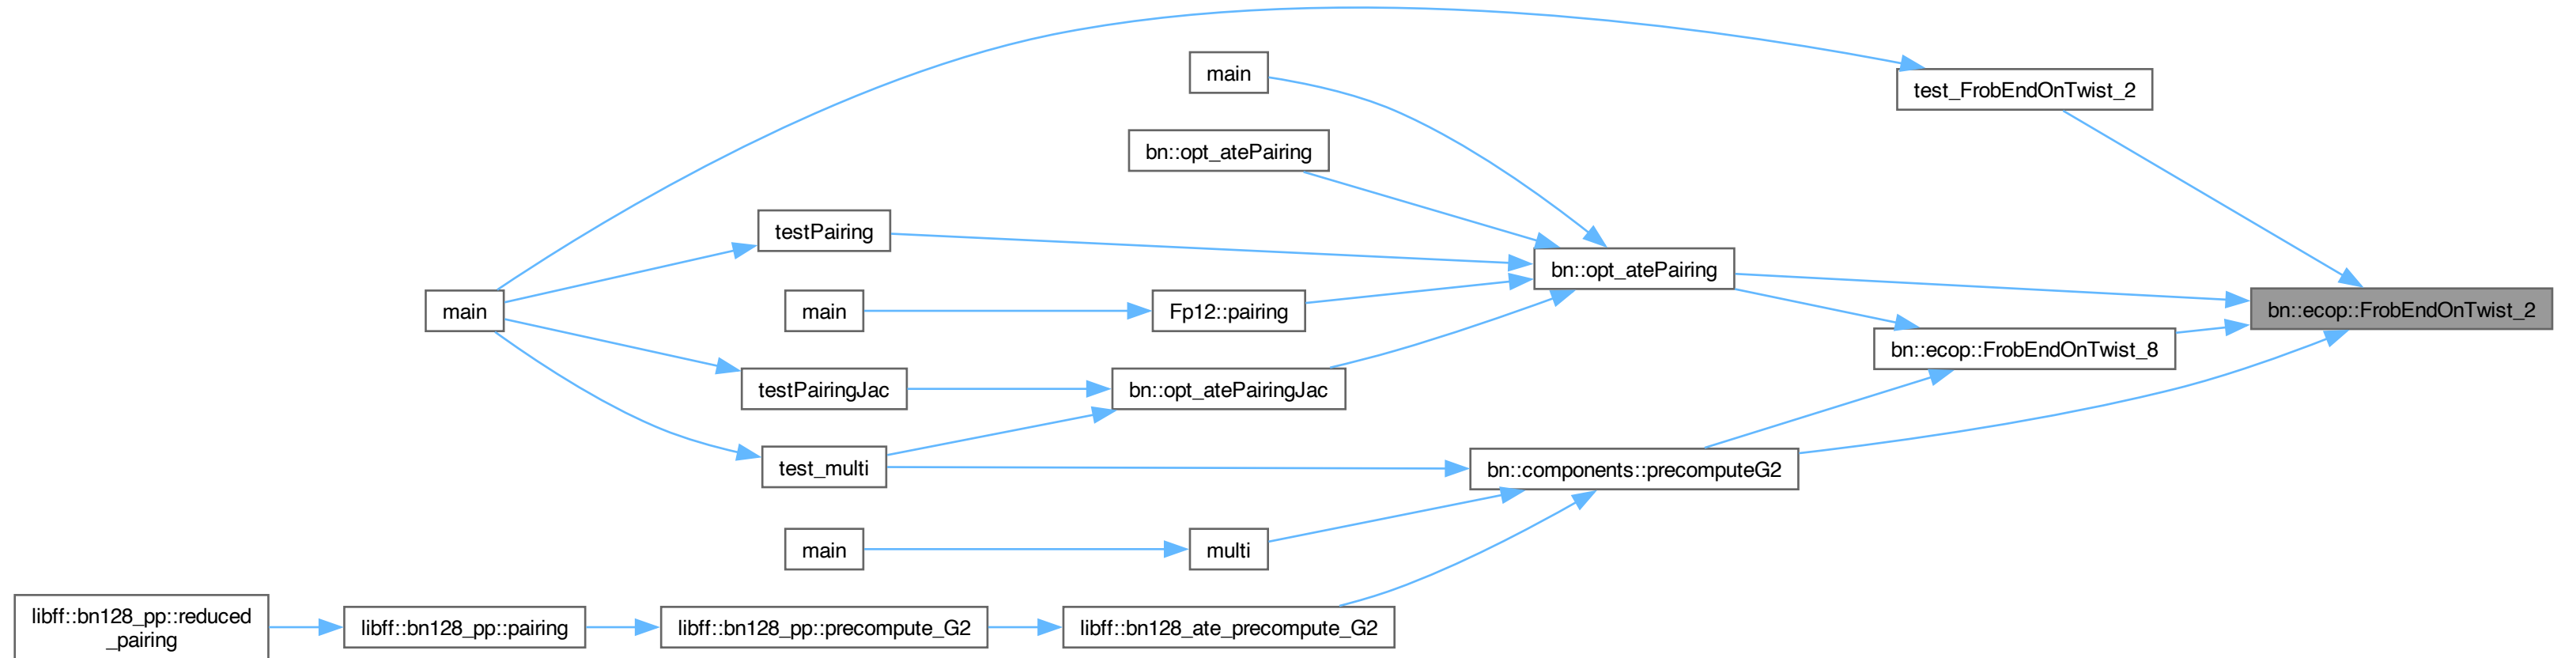 main
test_FrobEndOnTwist_2
bn::opt_atePairing
testPairing
bn::opt_atePairing
main
main
Fp12::pairing
bn::ecop::FrobEndOnTwist_2
bn::ecop::FrobEndOnTwist_8
testPairingJac
bn::opt_atePairingJac
test_multi
bn::components::precomputeG2
main
multi
libff::bn128_pp::reduced
_pairing
libff::bn128_pp::pairing
libff::bn128_pp::precompute_G2
libff::bn128_ate_precompute_G2